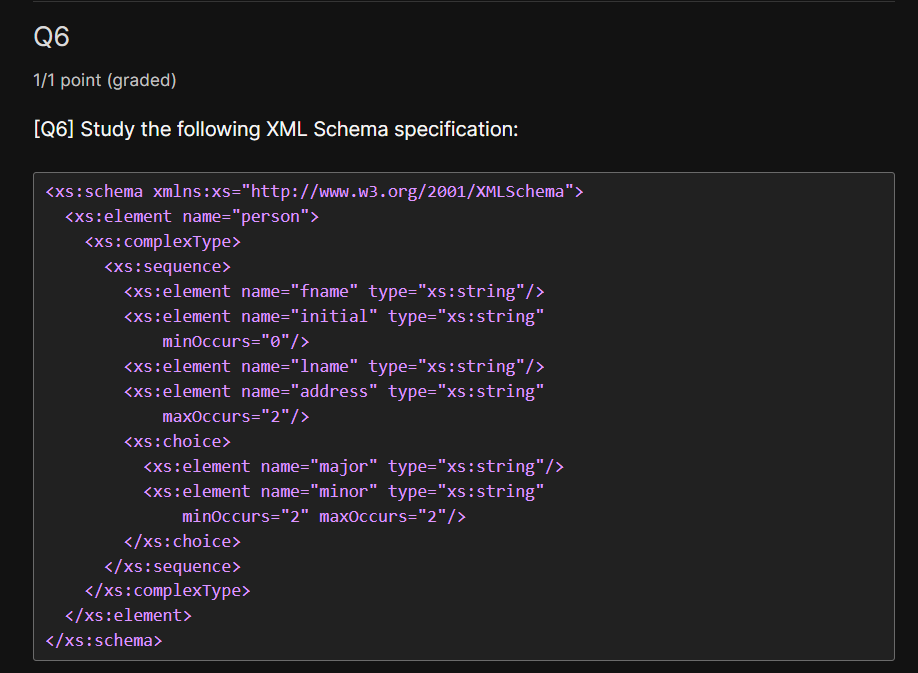 Q6
1/1 point (graded)
[Q6] Study the following XML Schema specification:
<xs:schema xmlns:xs="http://www.w3.org/2001/XMLSchema">
  <xs:element name="person">
    <xs:complexType>
      <xs:sequence>
        <xs:element name="fname" type="xs:string"/>
        <xs:element name="initial" type="xs:string"
            minOccurs="0"/>
        <xs:element name="lname" type="xs:string"/>
        <xs:element name="address" type="xs:string"
            maxOccurs="2"/>
        <xs:choice>
          <xs:element name="major" type="xs:string"/>
          <xs:element name="minor" type="xs:string"
              minOccurs="2" maxOccurs="2"/>
        </xs:choice>
      </xs:sequence>
    </xs:complexType>
  </xs:element>
</xs:schema>